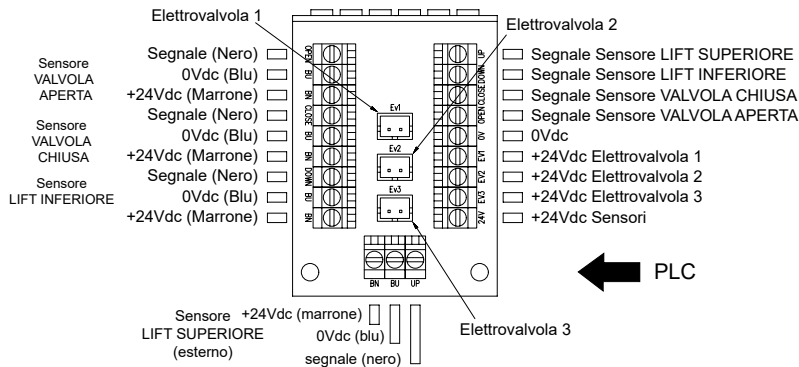 Elettrovalvola 1
Elettrovalvola 2
Sensore
VALVOLA
APERTA
Segnale (Nero)
0Vdc (Blu)
+24Vdc (Marrone)
Sensore
VALVOLA
CHIUSA
Segnale (Nero)
0Vdc (Blu)
+24Vdc (Marrone)
Sensore
LIFT INFERIORE
Segnale (Nero)
0Vdc (Blu)
+24Vdc (Marrone)
OPEN
BU
BN
CLOSE
BU
BN
DOWN
BU
BN
Ev1
Ev2
Ev3
UP
DOWN
CLOSE
OPEN
0V
EV1
EV2
EV3
24V
Segnale Sensore LIFT SUPERIORE
Segnale Sensore LIFT INFERIORE
Segnale Sensore VALVOLA CHIUSA
Segnale Sensore VALVOLA APERTA
0Vdc
+24Vdc Elettrovalvola 1
+24Vdc Elettrovalvola 2
+24Vdc Elettrovalvola 3
+24Vdc Sensori
BN BU UP
PLC
Sensore
LIFT SUPERIORE
(esterno)
+24Vdc (marrone)
0Vdc (blu)
segnale (nero)
Elettrovalvola 3